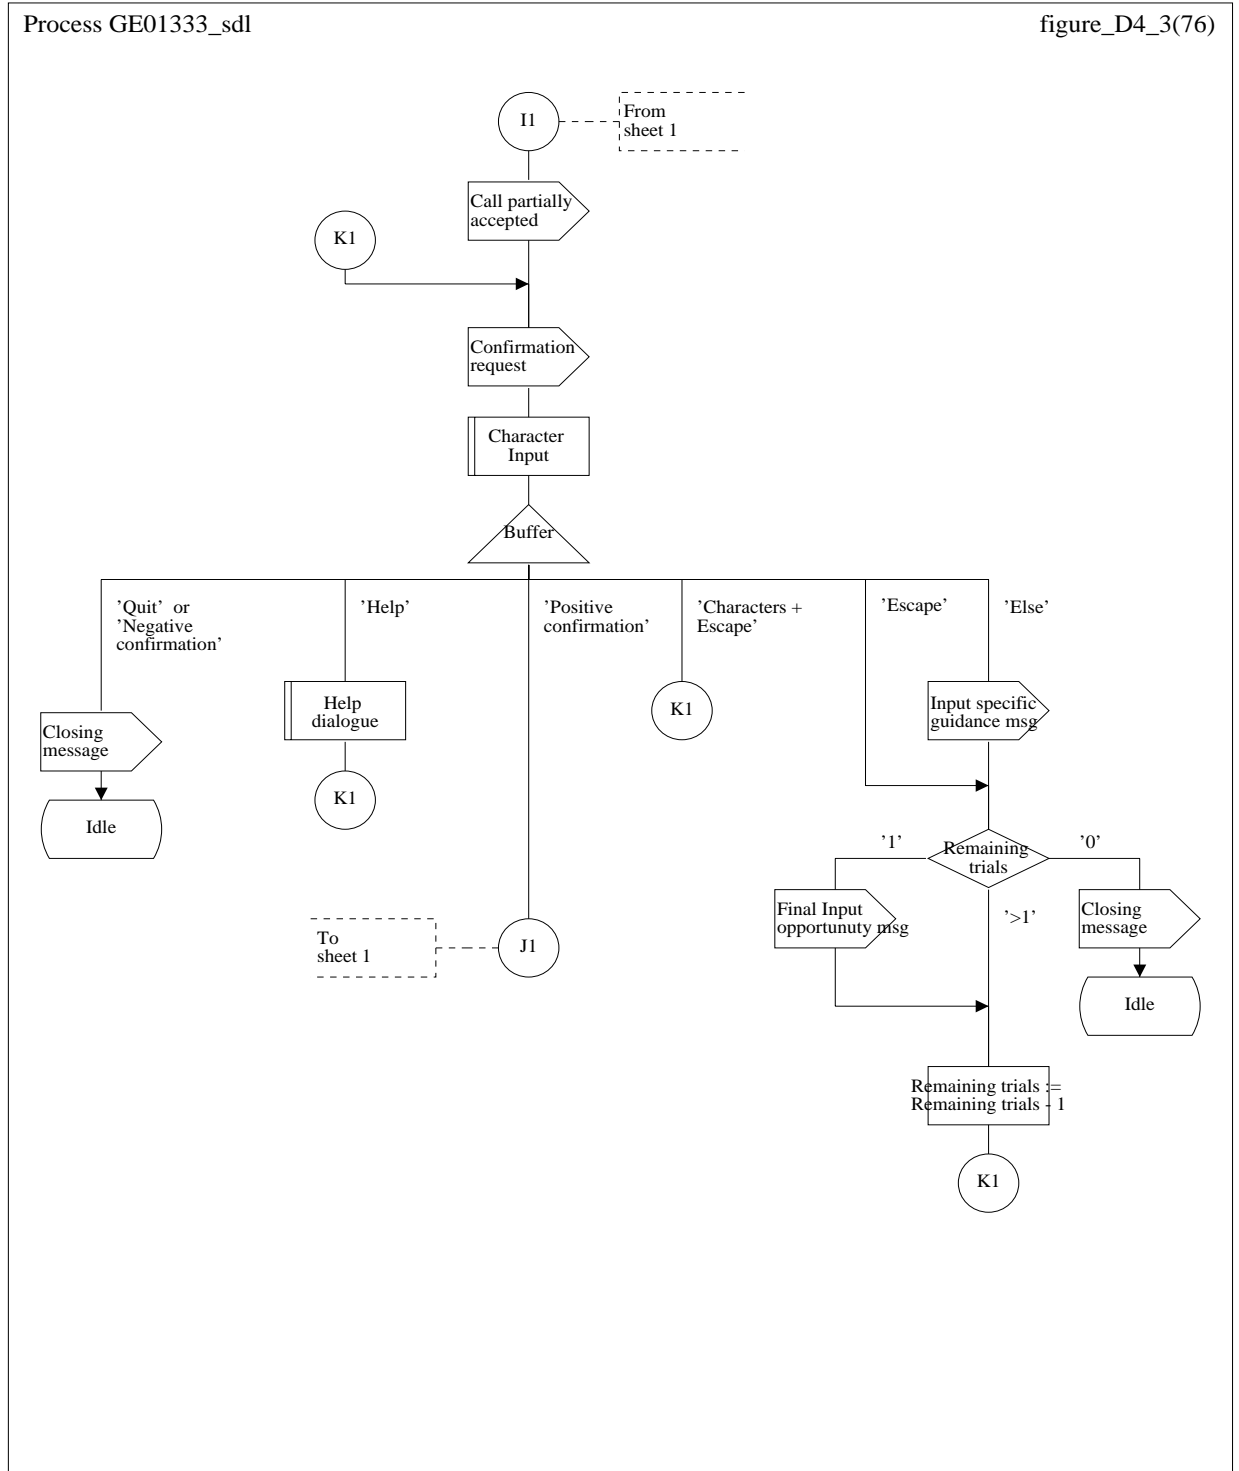 Process GE01333_sdl
figure_D4_3(76)
I1
From
sheet 1
Call partially
accepted
K1
Confirmation
request
Character
Input
Buffer
’Quit’ or
’Negative
confirmation’
’Help’
’Positive
confirmation’
’Characters +
Escape’
’Escape’
’Else’
Closing
message
Idle
Help
dialogue
K1
K1
Input specific
guidance msg
’1’
Remaining
trials
’0’
’>1’
Final Input
opportunuty msg
Closing
message
Idle
To
sheet 1
J1
Remaining trials :=
Remaining trials - 1
K1